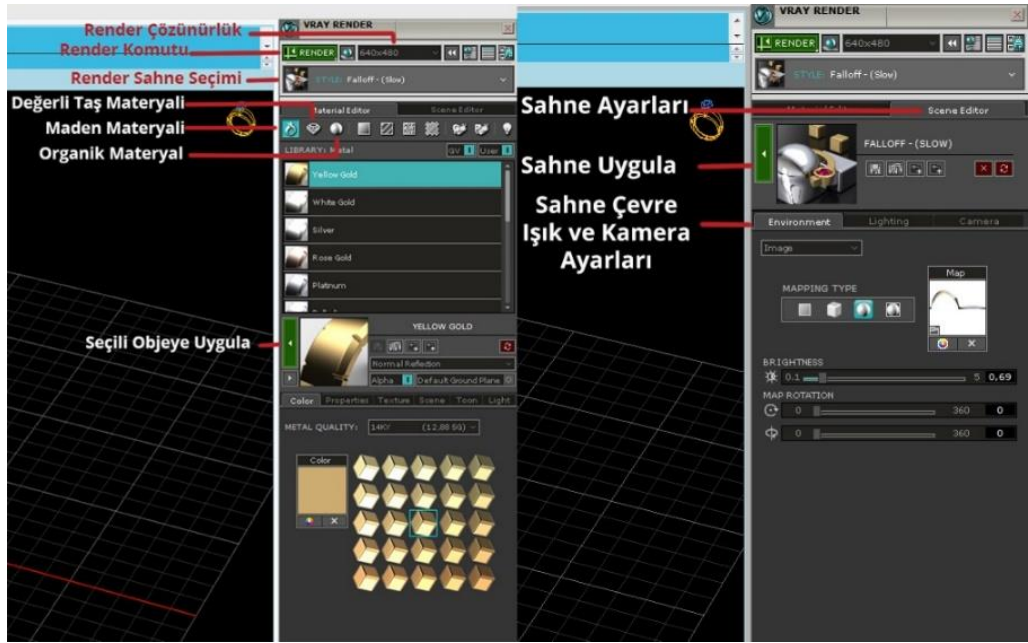 Render Çözünürlük
Render Komutu
Render Sahne Seçimi
Değerli Taş Materyali
Maden Materyali
Organik Materyal
Seçili Objeye Uygula
VRAY RENDER
RENDER
640x480
STYLE: Falloff-(Slow)
Material Editor
Scene Editor
LIBRARY: Metal
GV
User
Yellow Gold
White Gold
Silver
Rose Gold
Platinum
YELLOW GOLD
Normal Reflection
Alpha
Default Ground Plane
Color Properties Texture Scene Toon Light
METAL QUALITY: 14KY (12,88 SG)
Color
Sahne Ayarları
Sahne Uygula
Sahne Çevre
Işık ve Kamera
Ayarları
VRAY RENDER
RENDER
640x480
STYLE: Falloff-(Slow)
Scene Editor
FALLOFF-(SLOW)
Environment Lighting Camera
Image
Map
MAPPING TYPE
BRIGHTNESS
0.1 5 0,69
MAP ROTATION
0 360 0
0 360 0